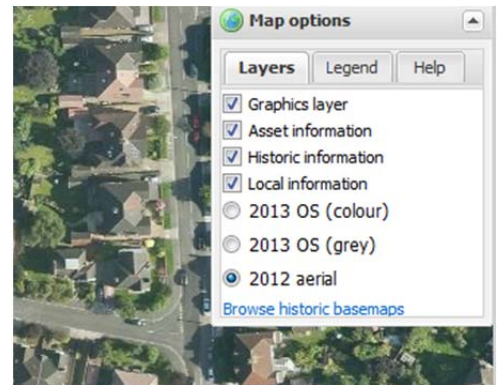 Map options
Layers Legend Help
Graphics layer
Asset information
Historic information
Local information
2013 OS (colour)
2013 OS (grey)
2012 aerial
Browse historic basemaps